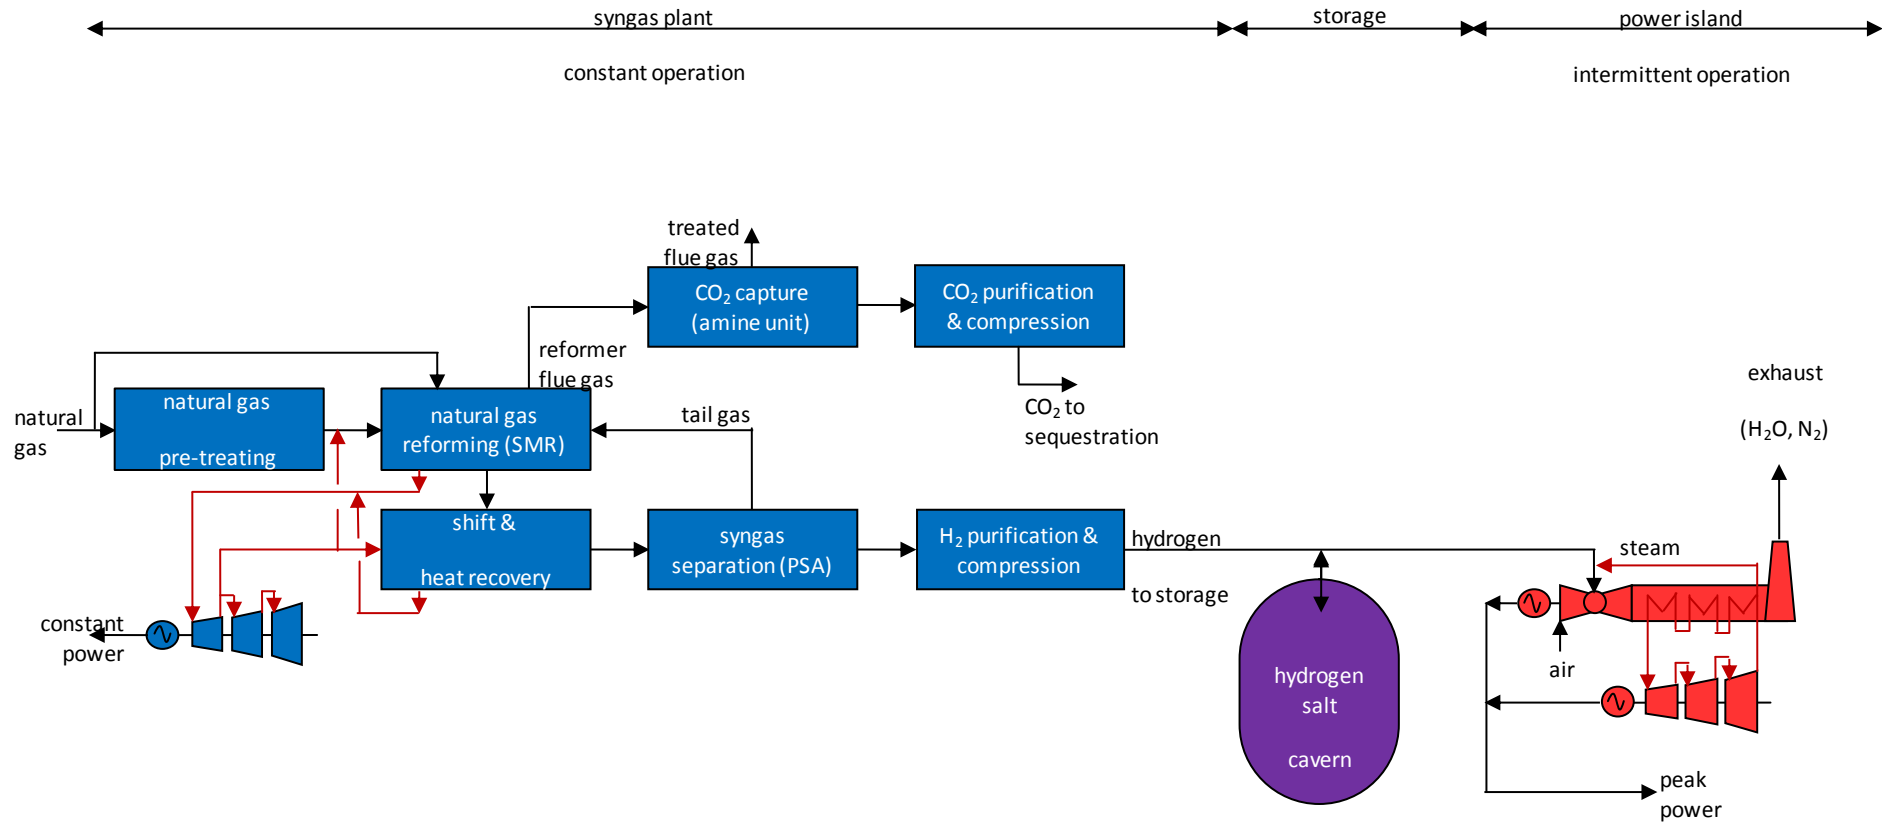 syngas plant
storage
power island
constant operation
intermittent operation
treated
flue gas
CO₂ capture
(amine unit)
CO₂ purification
& compression
reformer
flue gas
CO₂ to
sequestration
natural
gas
natural gas
pre-treating
natural gas
reforming (SMR)
tail gas
exhaust
(H₂O, N₂)
shift &
heat recovery
syngas
separation (PSA)
H₂ purification &
compression
hydrogen
to storage
steam
constant
power
hydrogen
salt
cavern
air
peak
power